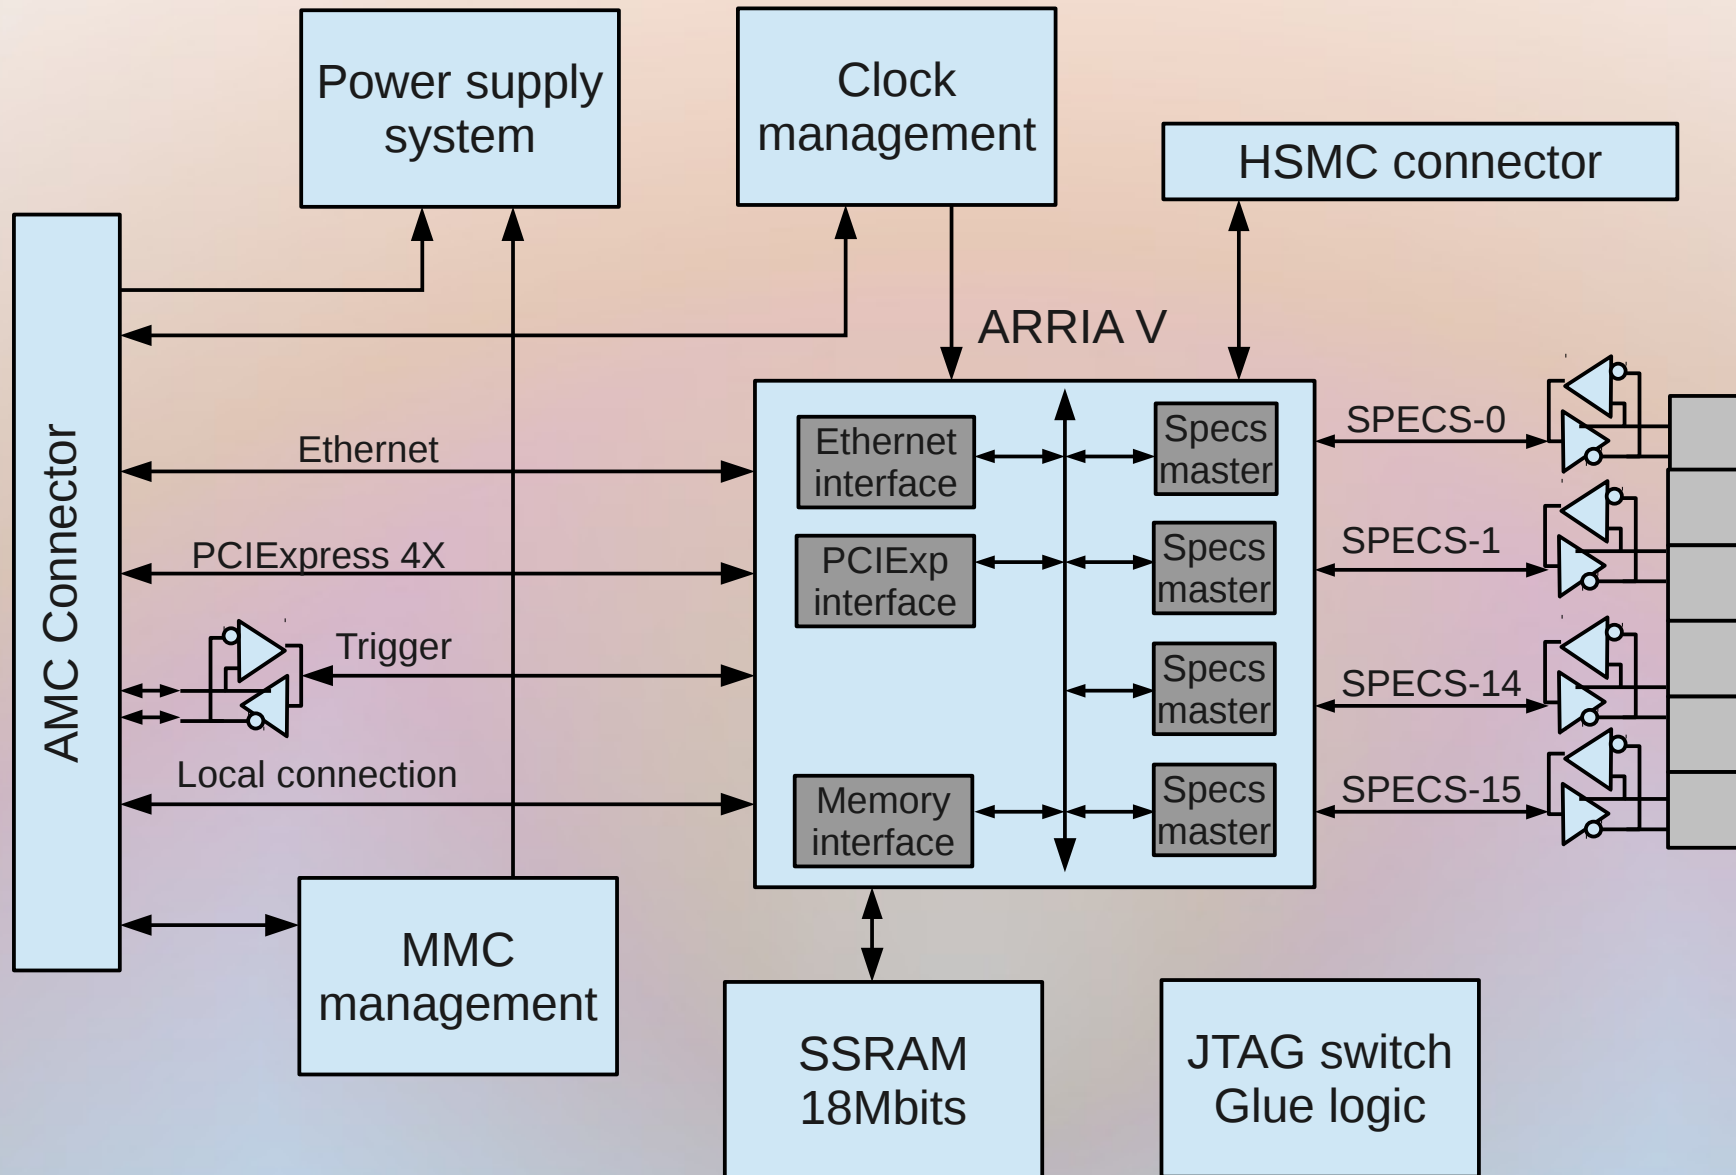 Power supply
system
Clock
management
HSMC connector
ARRIA V
AMC Connector
Ethernet
PCIExpress 4X
Trigger
Local connection
Ethernet
interface
PCIExp
interface
Memory
interface
Specs
master
Specs
master
Specs
master
Specs
master
SPECS-0
SPECS-1
SPECS-14
SPECS-15
MMC
management
SSRAM
18Mbits
JTAG switch
Glue logic